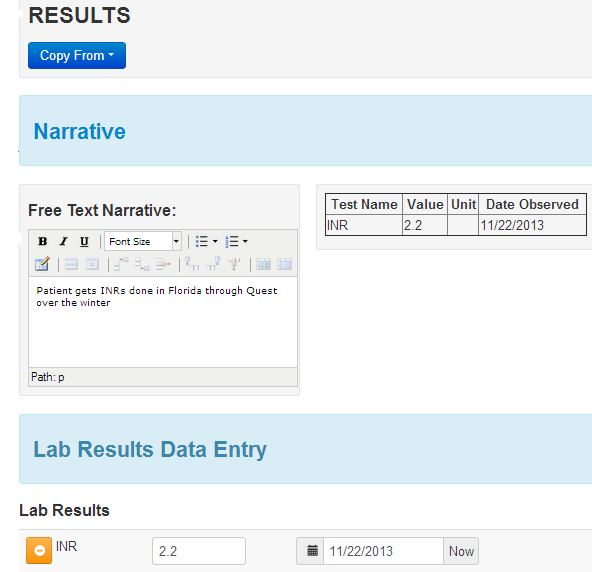 RESULTS
Copy From
Narrative
Free Text Narrative:
B I U Font Size
Patient gets INRs done in Florida through Quest
over the winter
Path: p
Test Name Value Unit Date Observed
INR 2.2 11/22/2013
Lab Results Data Entry
Lab Results
INR 2.2 11/22/2013 Now